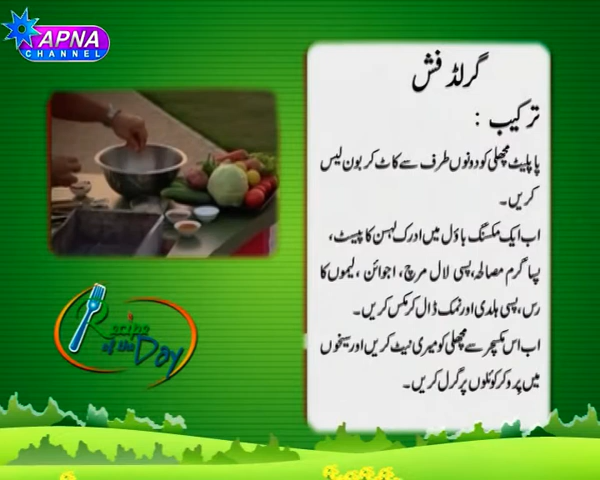 APNA
CHANNEL
گرلڈ فش
ترکیب :
پاپلیٹ مچھلی کو دونوں طرف سے کاٹ کر بون لیس
کریں۔
اب ایک مکسنگ باؤل میں ادرک لہسن کا پیسٹ ،
پسا گرم مصالحہ، پسی لال مرچ ، اجوائن ، لیموں کا
رس، پسی ہلدی اور نمک ڈال کر مکس کریں۔
اب اس مکسچر سے مچھلی کو میری نیٹ کریں اور سیخوں
میں پرو کر کوئلوں پر گرل کریں۔
Recipe
of the Day